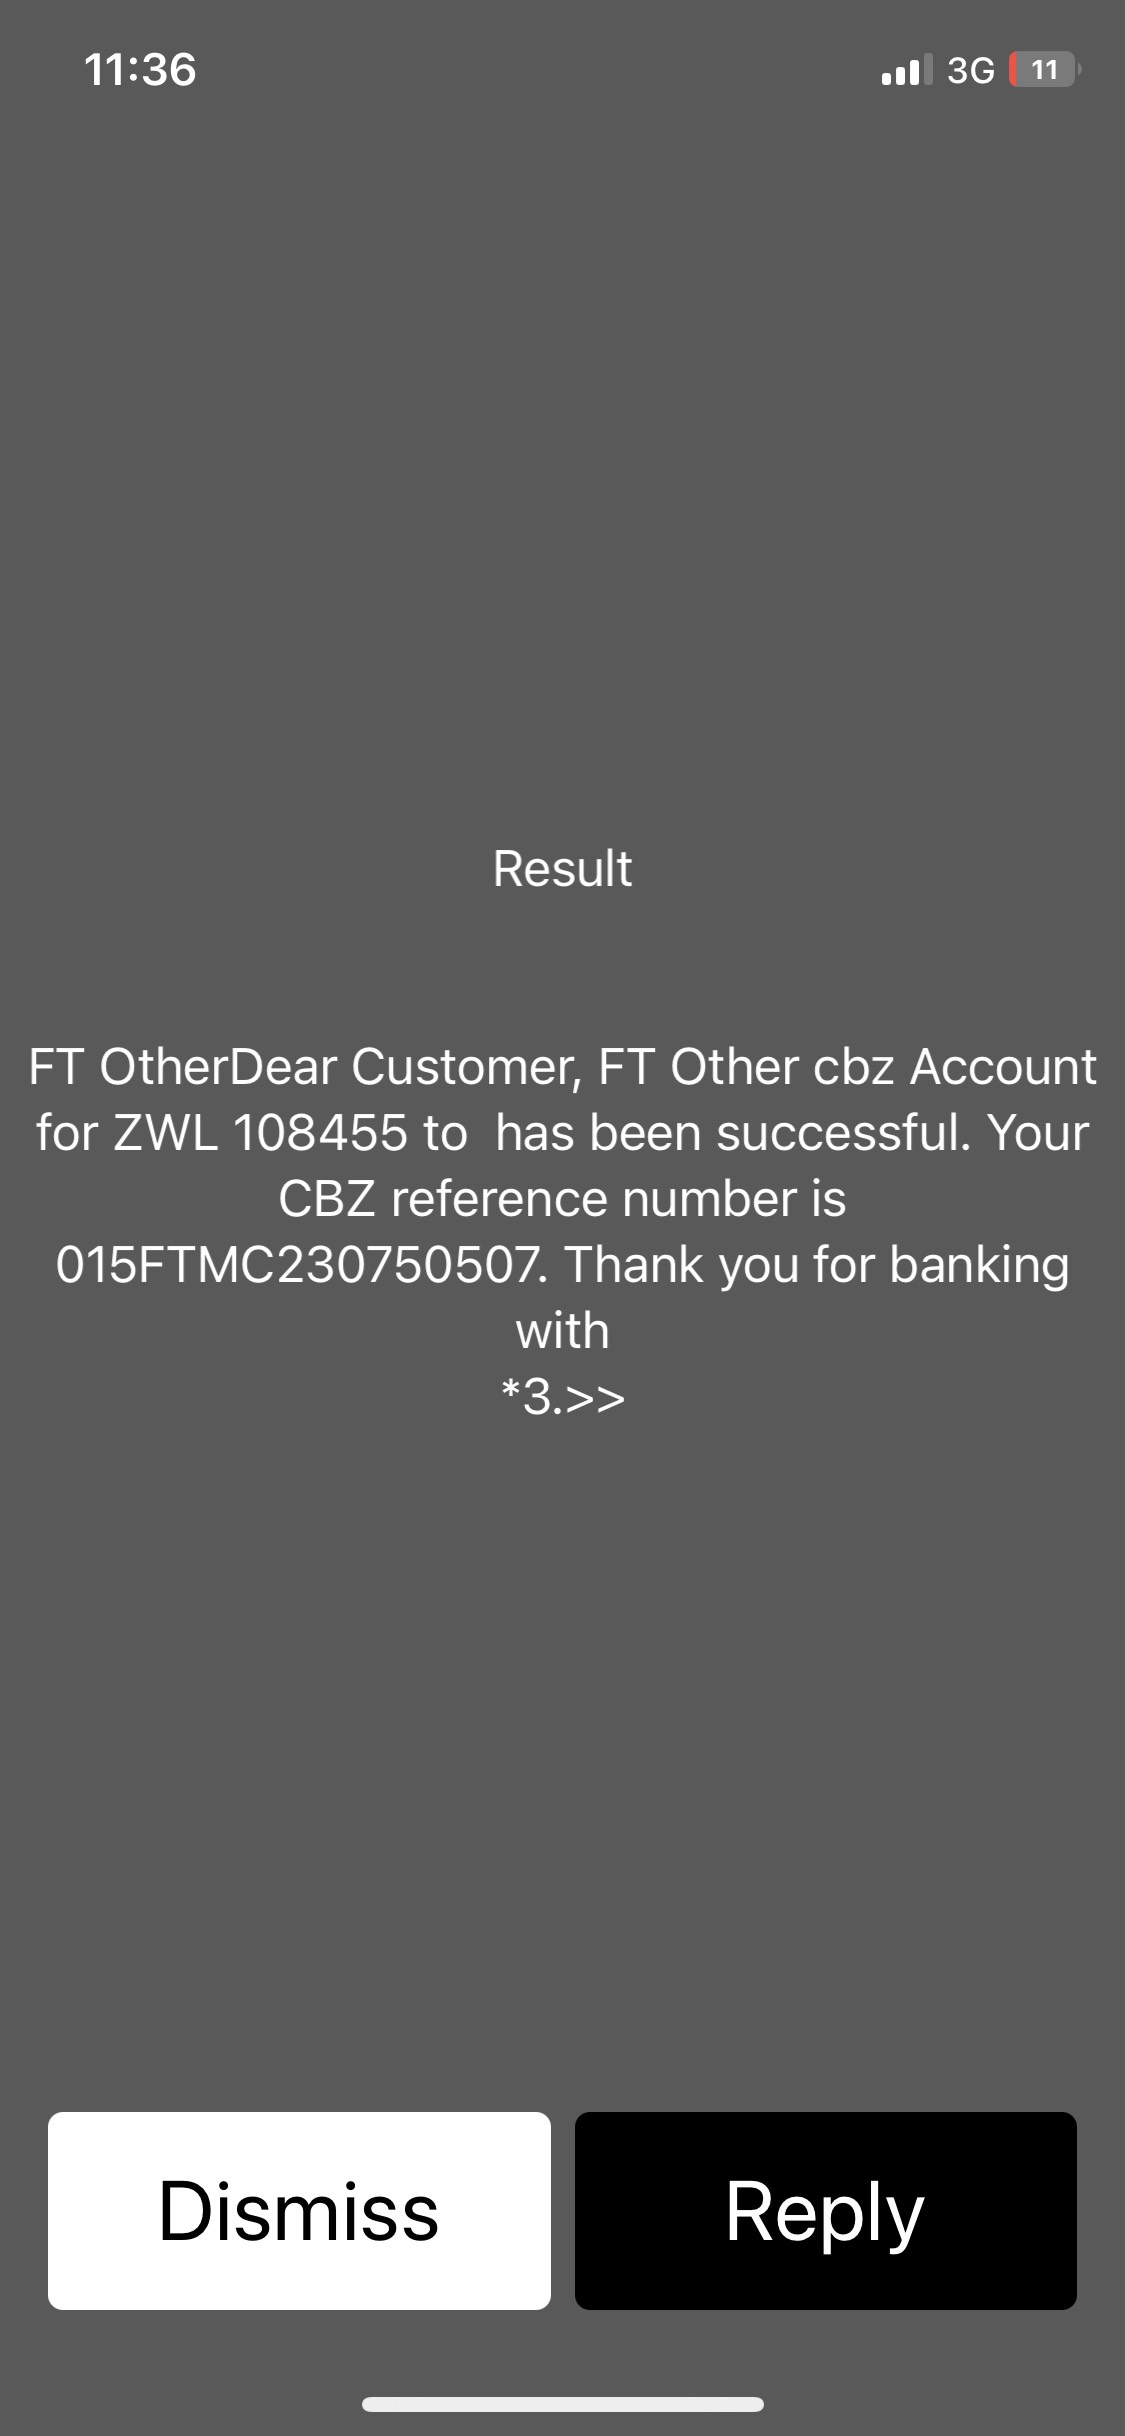 11:36
3G 11
Result
FT OtherDear Customer, FT Other cbz Account
for ZWL 108455 to  has been successful. Your
CBZ reference number is
015FTMC230750507. Thank you for banking
with
*3.>>
Dismiss Reply